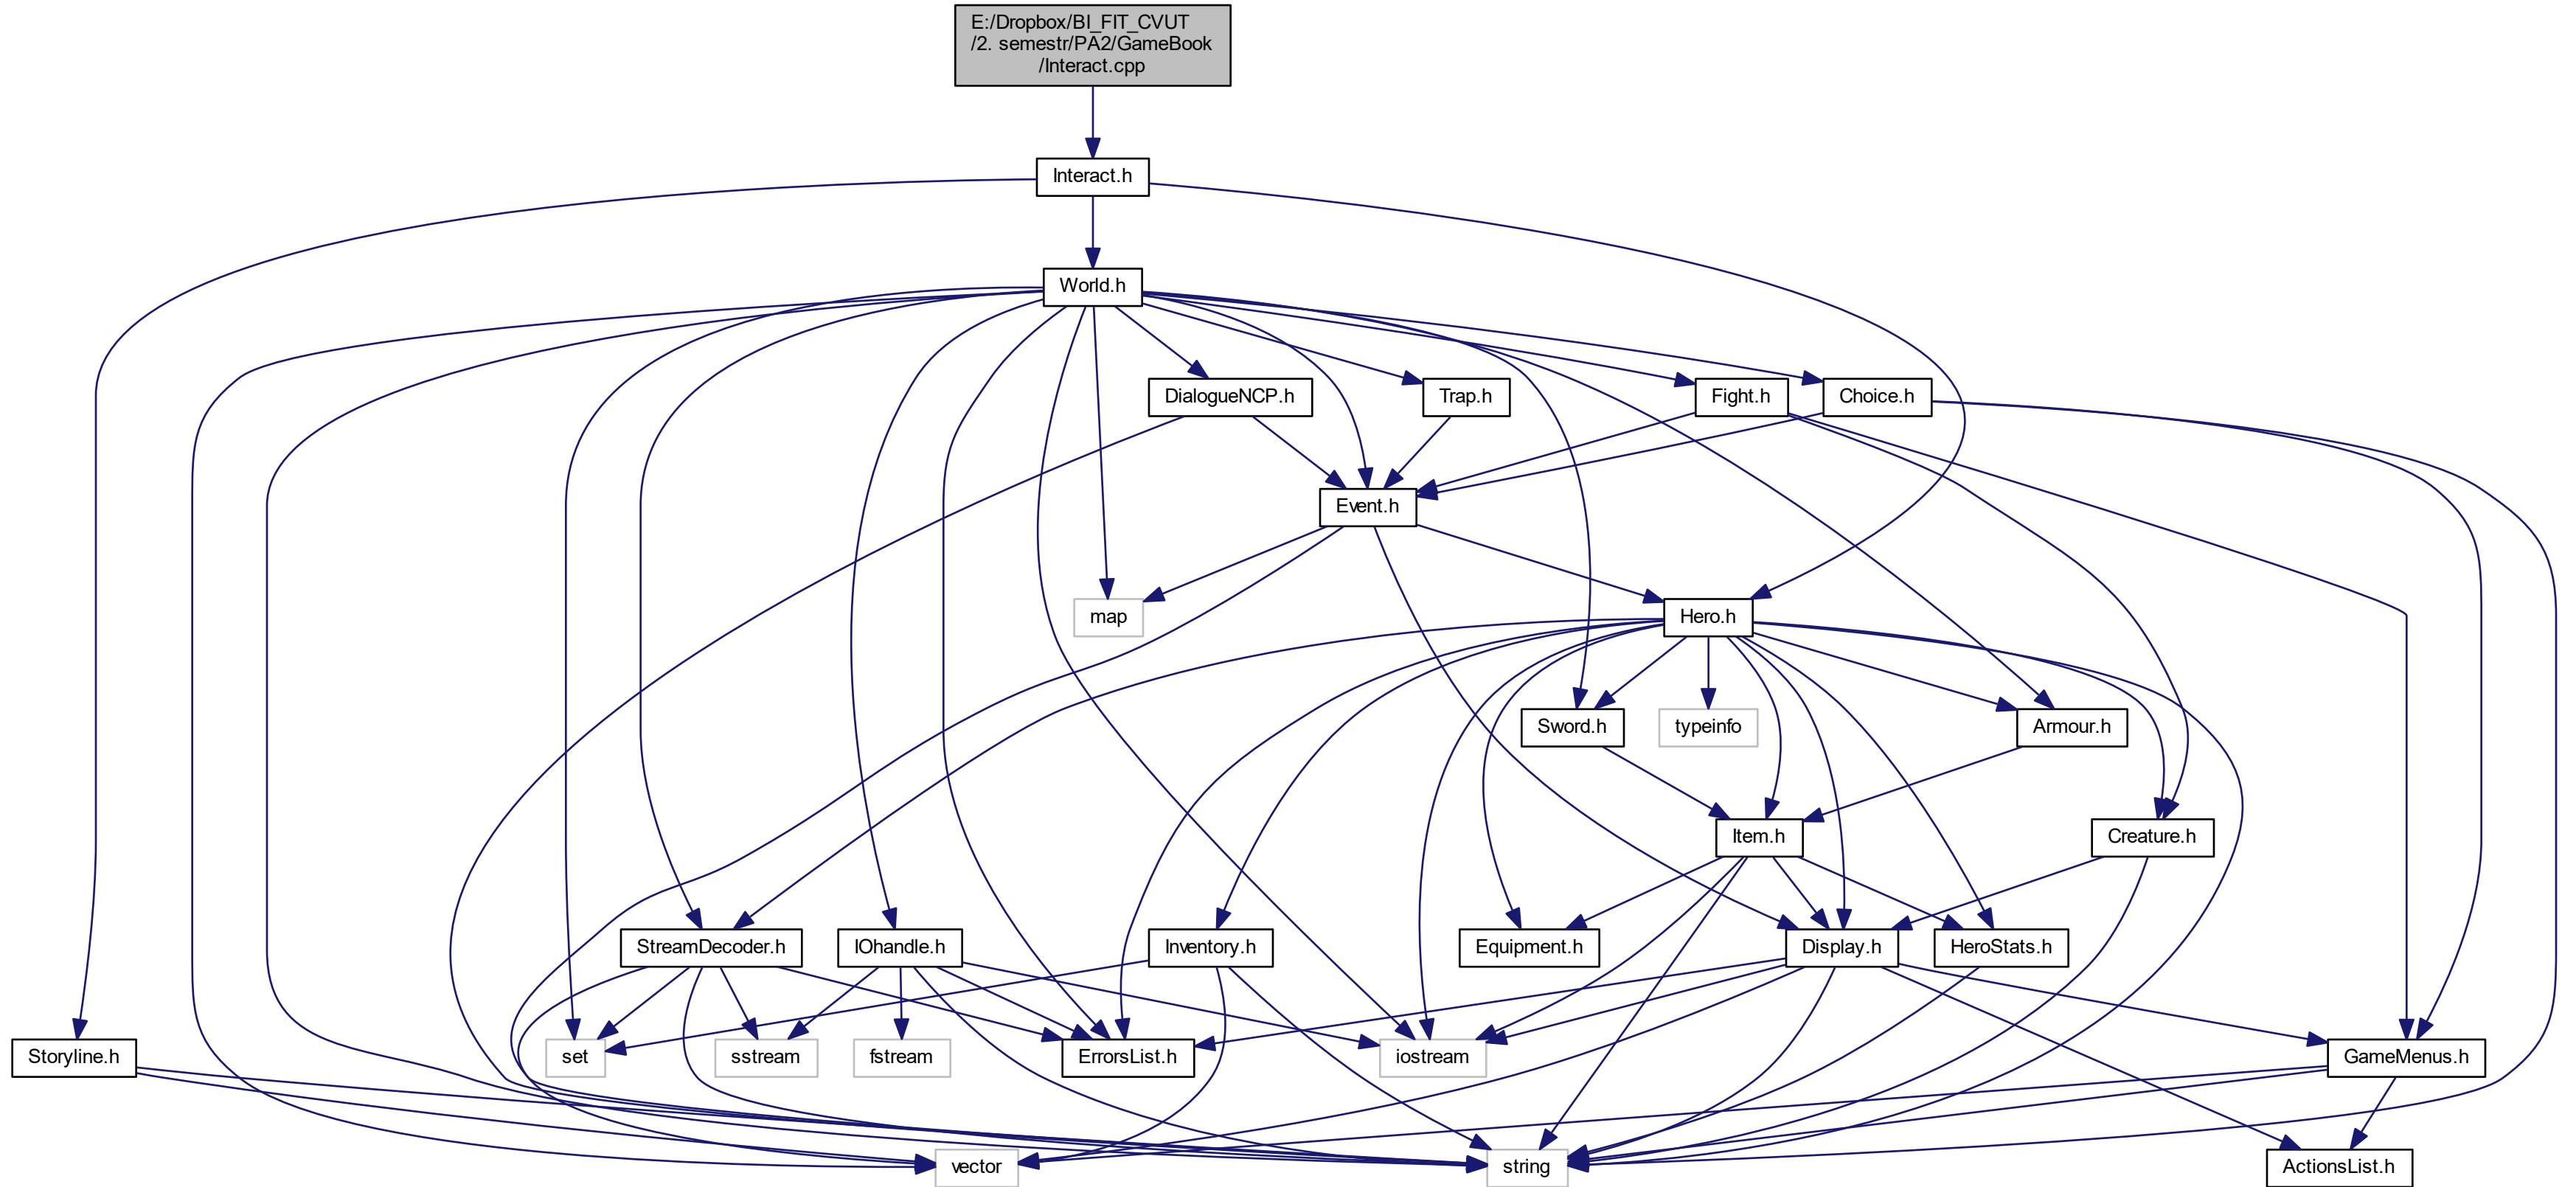 E:/Dropbox/BI_FIT_CVUT
/2. semestr/PA2/GameBook
/Interact.cpp
Interact.h
World.h
DialogueNCP.h
Trap.h
Fight.h
Choice.h
Event.h
map
Hero.h
Sword.h
typeinfo
Armour.h
Item.h
Creature.h
StreamDecoder.h
IOhandle.h
Inventory.h
Equipment.h
Display.h
HeroStats.h
Storyline.h
set
sstream
fstream
ErrorsList.h
iostream
GameMenus.h
vector
string
ActionsList.h